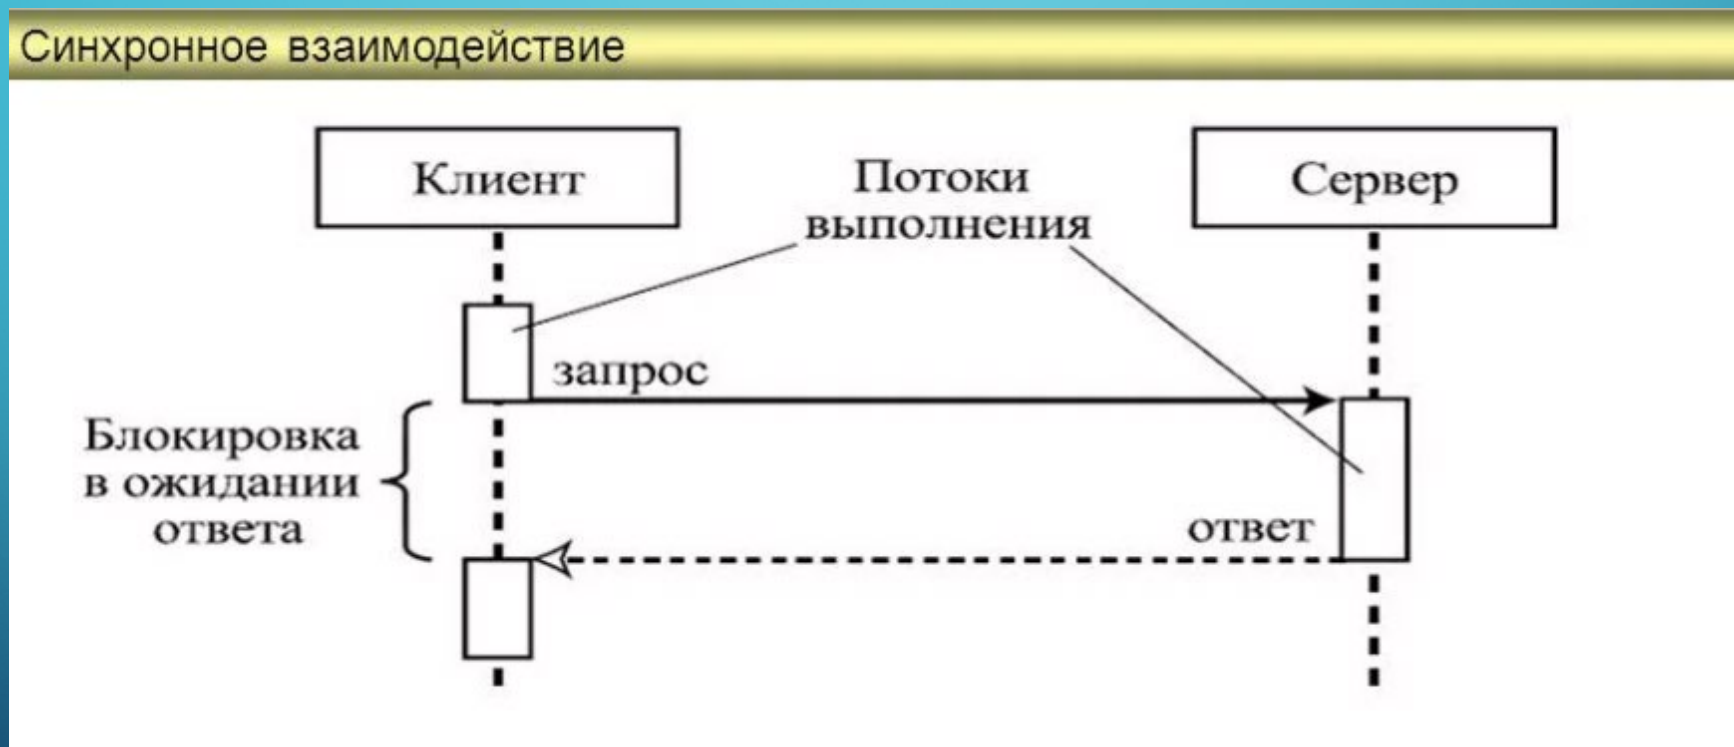 Синхронное взаимодействие
Клиент
Потоки
выполнения
Сервер
запрос
Блокировка
в ожидании
ответа
ответ